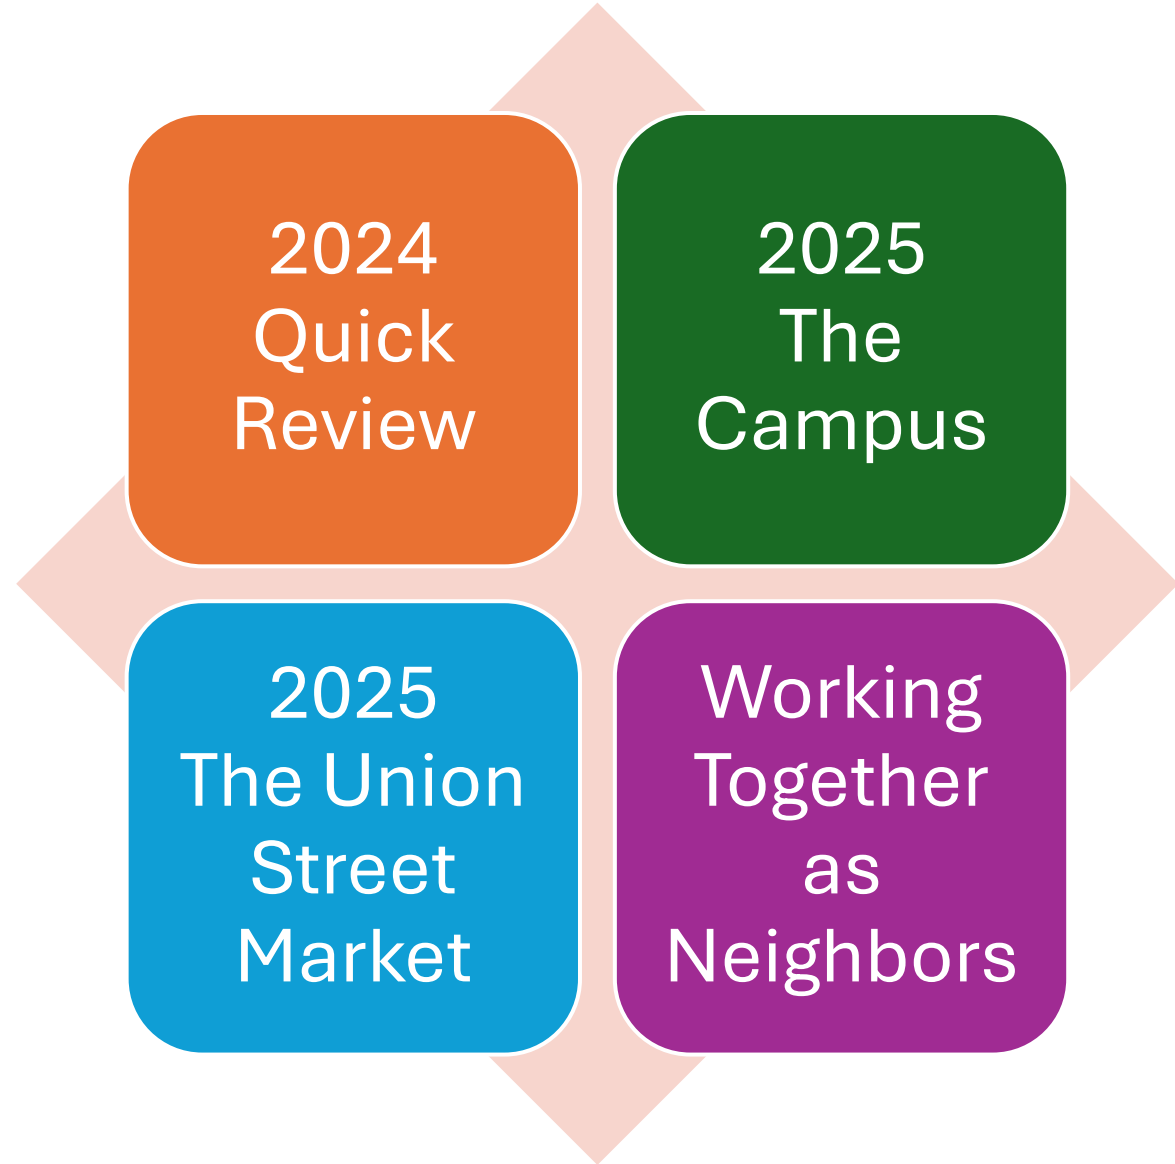 2024
Quick
Review
2025
The
Campus
2025
The Union
Street
Market
Working
Together
as
Neighbors